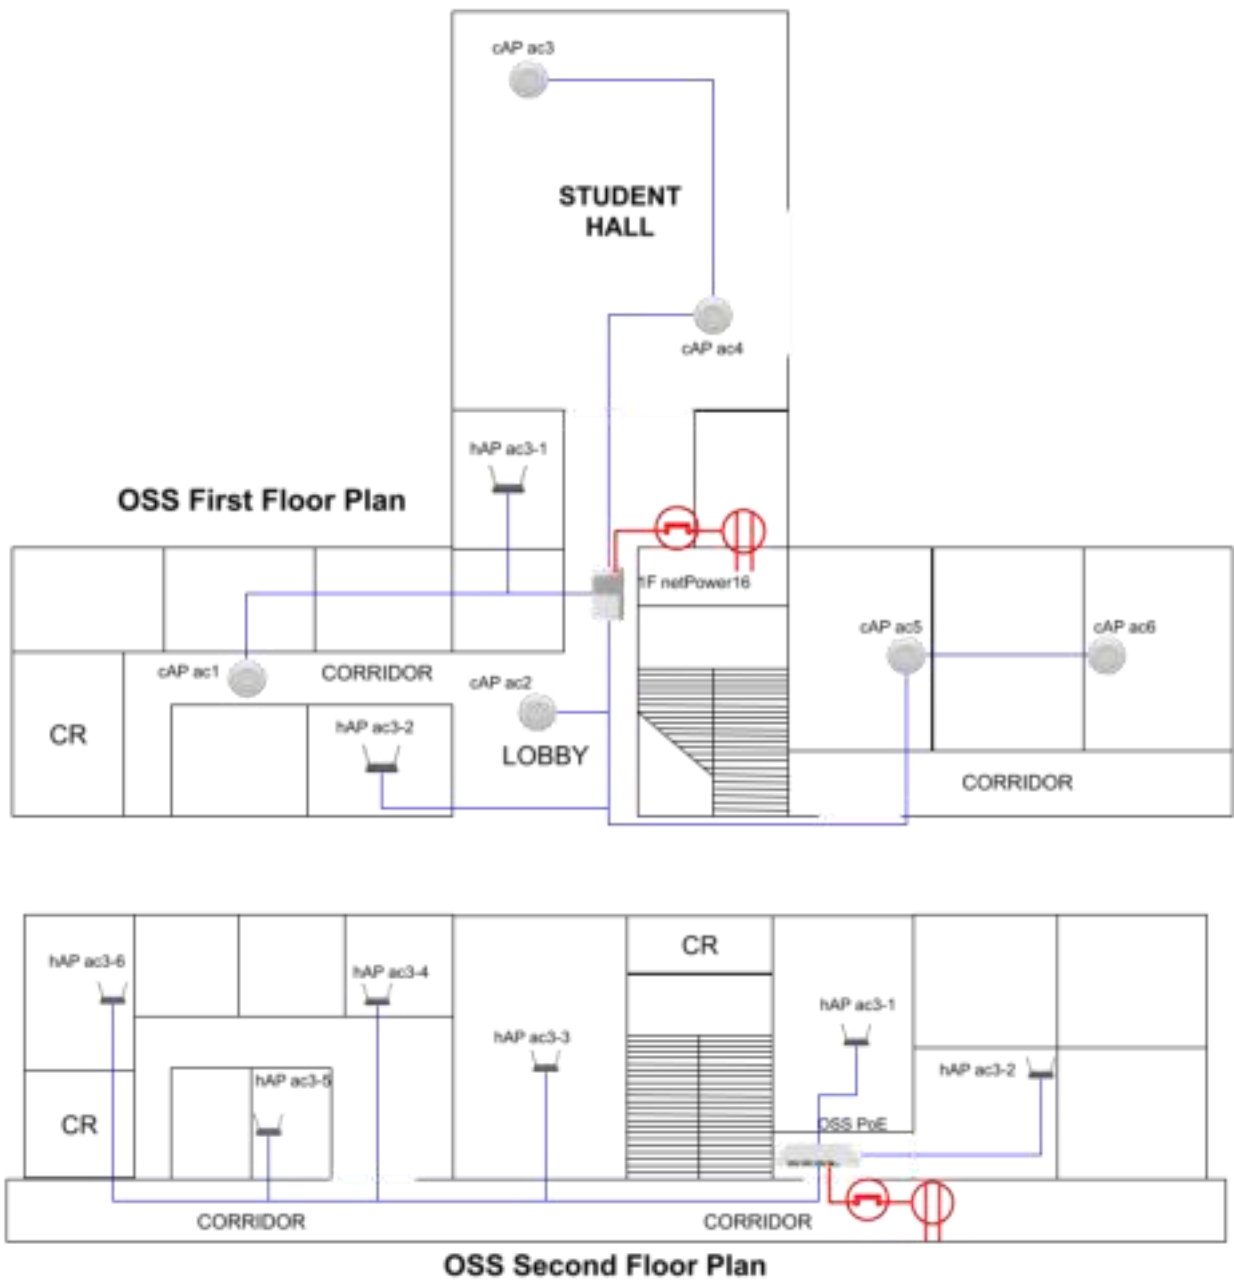 cAP ac3
STUDENT
HALL
cAP ac4
hAP ac3-1
OSS First Floor Plan
1F netPower16
cAP ac5
cAP ac6
cAP ac1
CORRIDOR
cAP ac2
CR
hAP ac3-2
LOBBY
CORRIDOR
CR
hAP ac3-6
hAP ac3-4
hAP ac3-1
hAP ac3-3
hAP ac3-2
hAP ac3-5
CR
OSS PoE
CORRIDOR
CORRIDOR
OSS Second Floor Plan